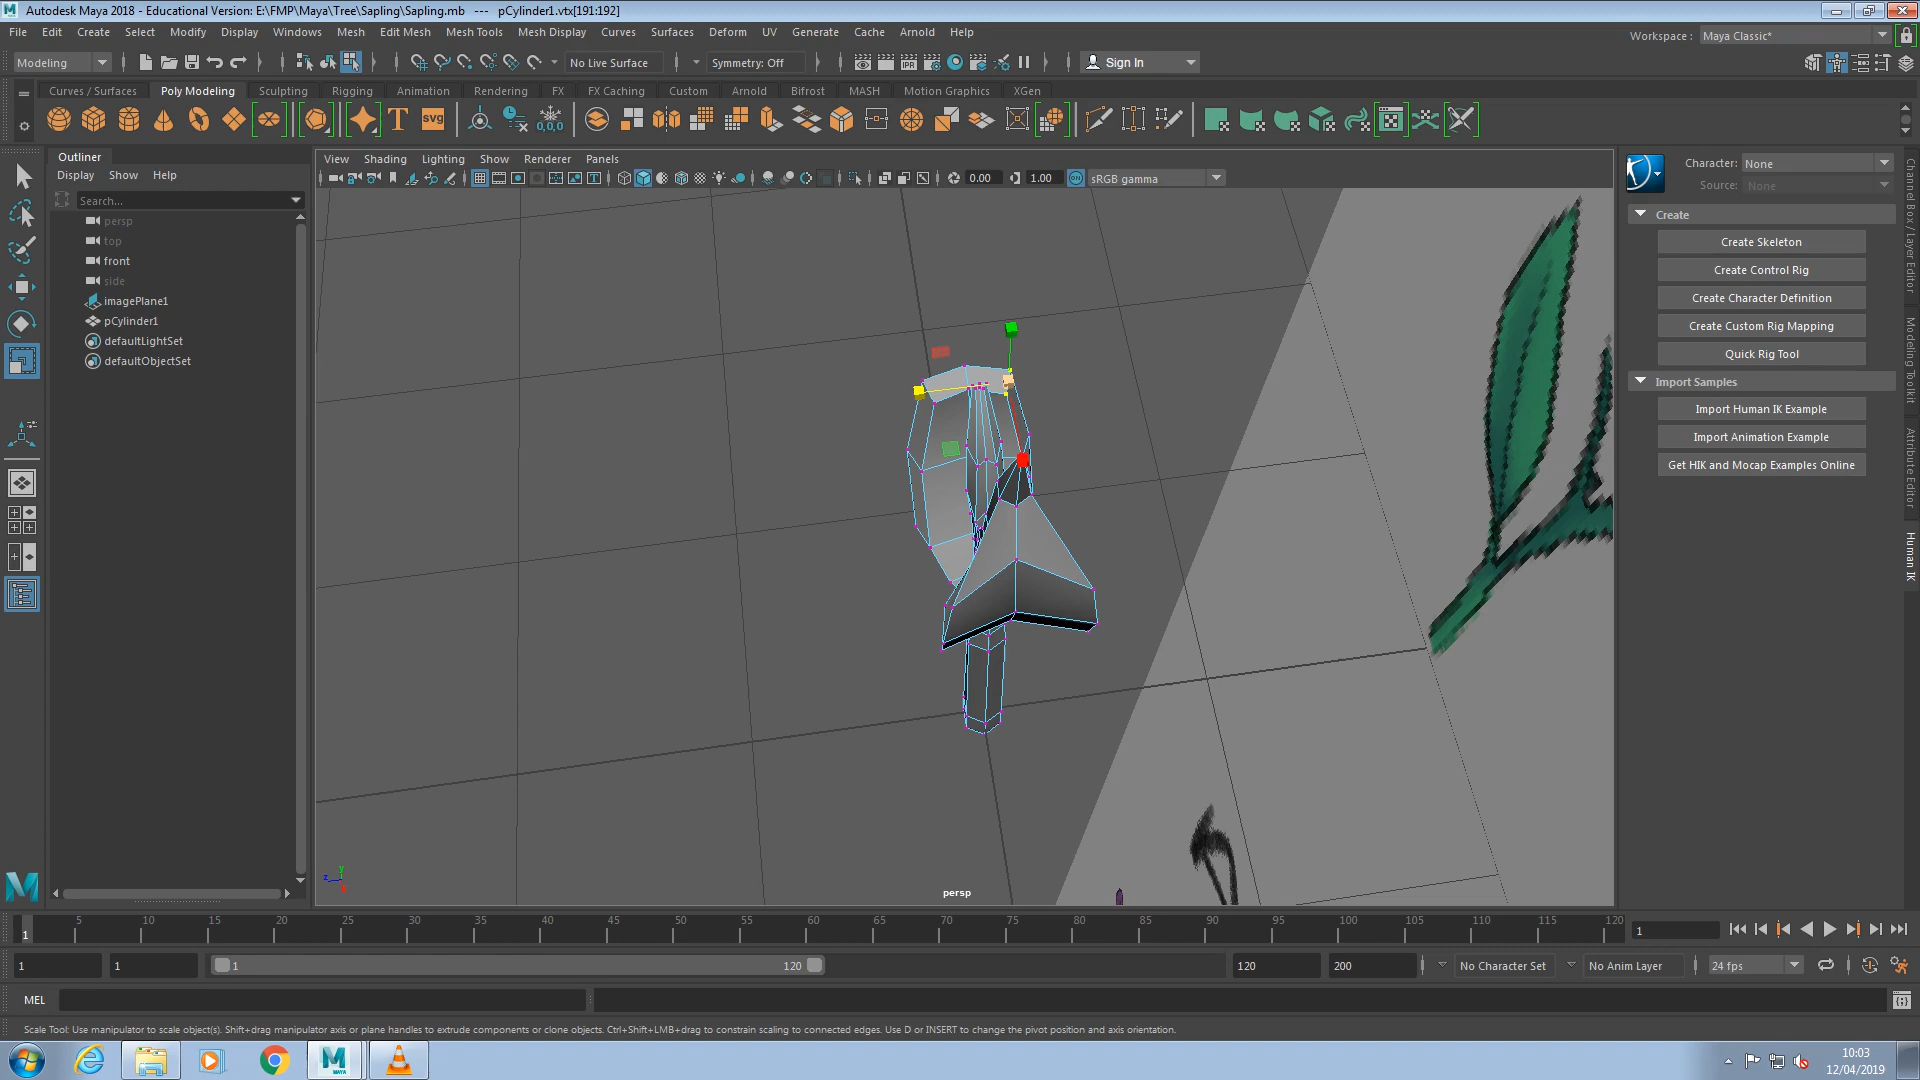 Autodesk Maya 2018 - Educational Version: E:\FMP\Maya\Tree\Sapling\Sapling.mb   ---   pCylinder1.vtx[191:192]
File Edit Create Select Modify Display Windows Mesh Edit Mesh Mesh Tools Mesh Display Curves Surfaces Deform UV Generate Cache Arnold Help
Workspace : Maya Classic*
Modeling No Live Surface Symmetry: Off Sign In
Curves / Surfaces Poly Modeling Sculpting Rigging Animation Rendering FX FX Caching Custom Arnold Bifrost MASH Motion Graphics XGen
T svg 0,0,0
Outliner
Display Show Help
Search...
persp
top
front
side
imagePlane1
pCylinder1
defaultLightSet
defaultObjectSet
View Shading Lighting Show Renderer Panels
0.00 1.00 sRGB gamma
persp
y
z
Character: None
Source: None
Create
Create Skeleton
Create Control Rig
Create Character Definition
Create Custom Rig Mapping
Quick Rig Tool
Import Samples
Import Human IK Example
Import Animation Example
Get HIK and Mocap Examples Online
Channel Box / Layer Editor
Modeling Toolkit
Attribute Editor
Human IK
1 5 10 15 20 25 30 35 40 45 50 55 60 65 70 75 80 85 90 95 100 105 110 115 120 1
1 1 1 120 120 200 No Character Set No Anim Layer 24 fps
MEL
Scale Tool: Use manipulator to scale object(s). Shift+drag manipulator axis or plane handles to extrude components or clone objects. Ctrl+Shift+LMB+drag to constrain scaling to connected edges. Use D or INSERT to change the pivot position and axis orientation.
10:03
12/04/2019